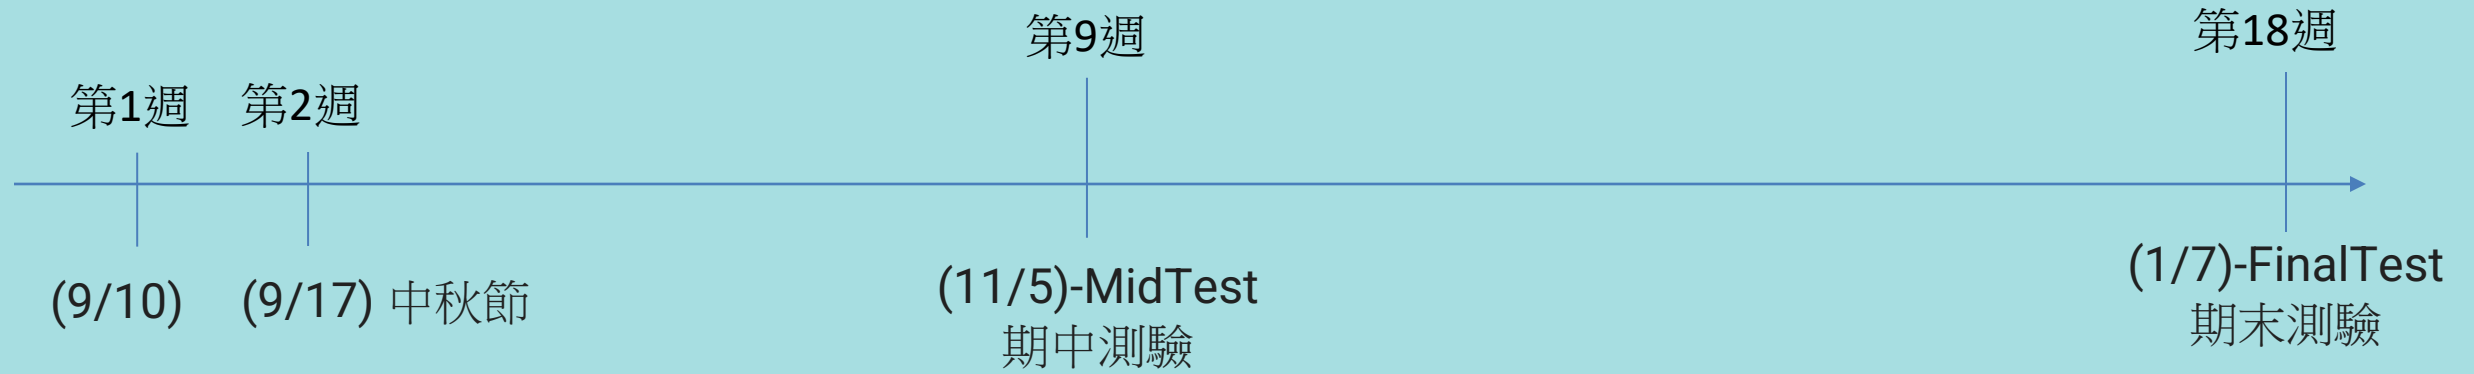 第1週
第2週
第9週
第18週
(9/10)
(9/17) 中秋節
(11/5)-MidTest
期中測驗
(1/7)-FinalTest
期末測驗